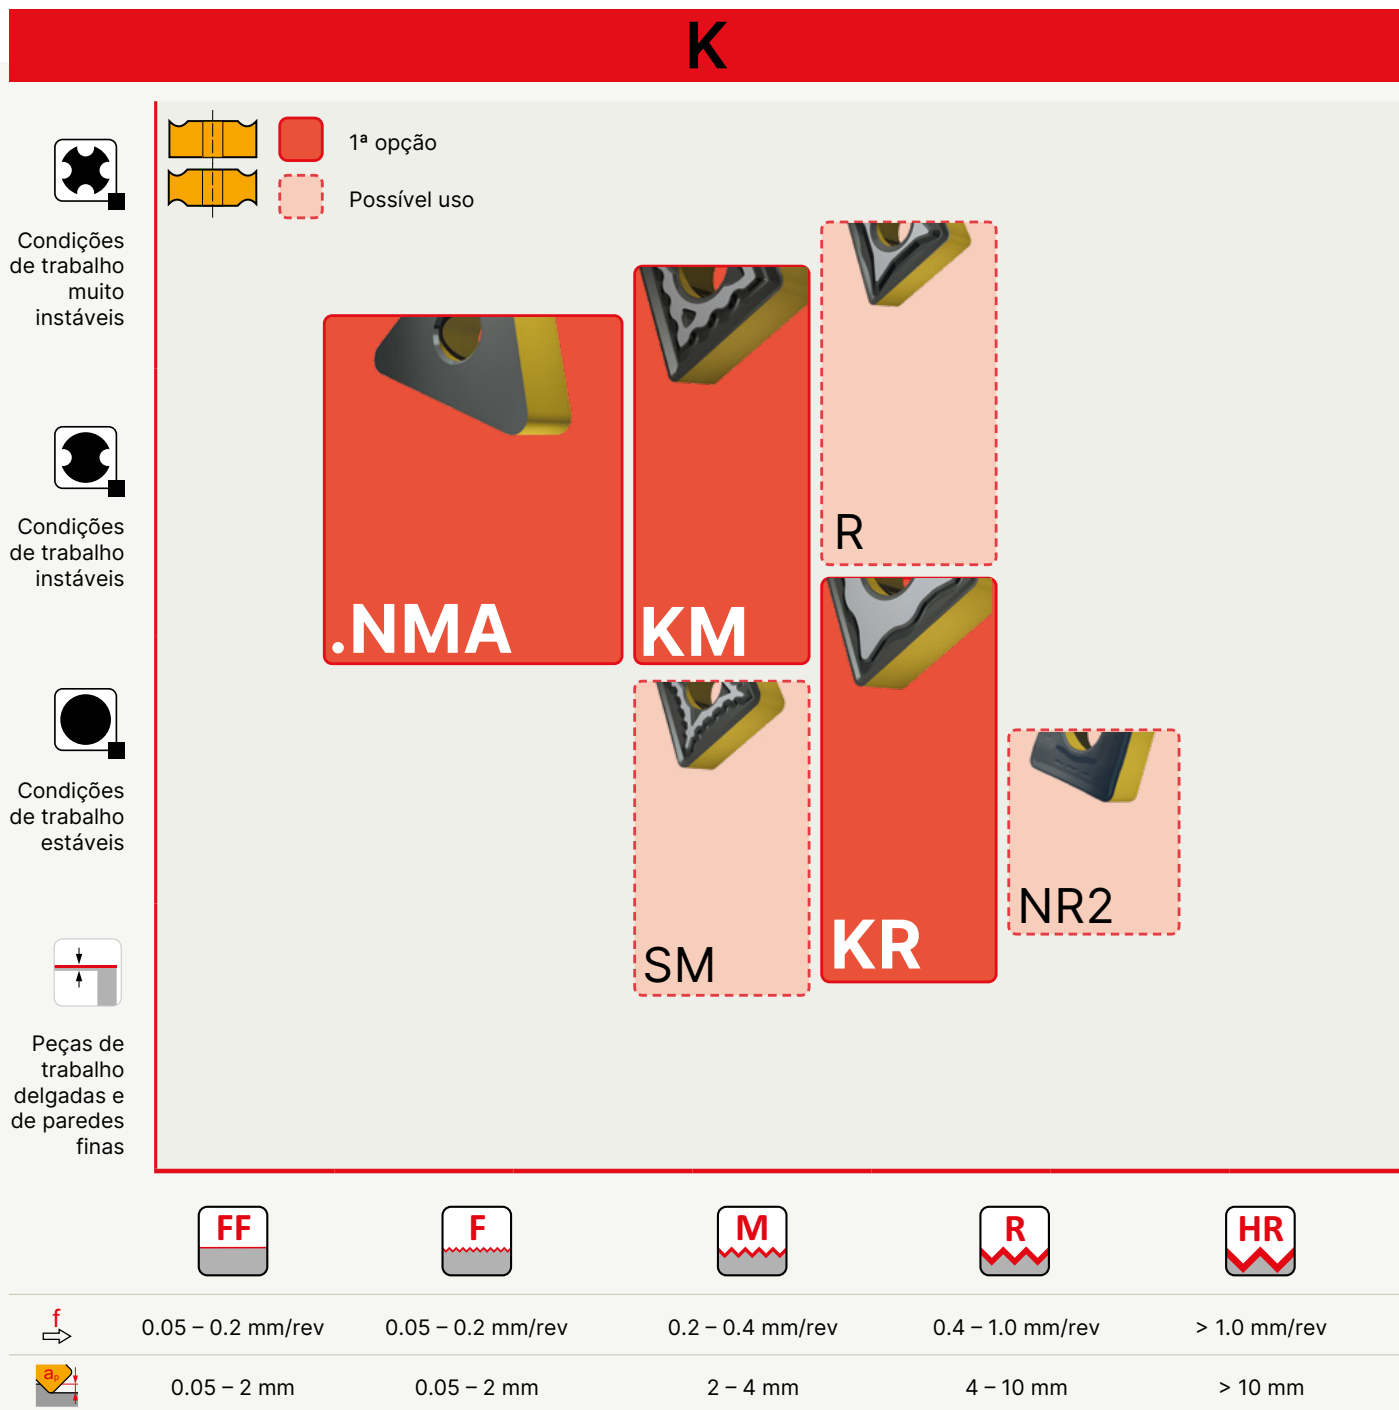 K
1ª opção
Possível uso
Condições
de trabalho
muito
instáveis
R
Condições
de trabalho
instáveis
.NMA
KM
Condições
de trabalho
estáveis
NR2
KR
SM
Peças de
trabalho
delgadas e
de paredes
finas
FF F M R HR
f 0.05 – 0.2 mm/rev 0.05 – 0.2 mm/rev 0.2 – 0.4 mm/rev 0.4 – 1.0 mm/rev > 1.0 mm/rev
ap 0.05 – 2 mm 0.05 – 2 mm 2 – 4 mm 4 – 10 mm > 10 mm